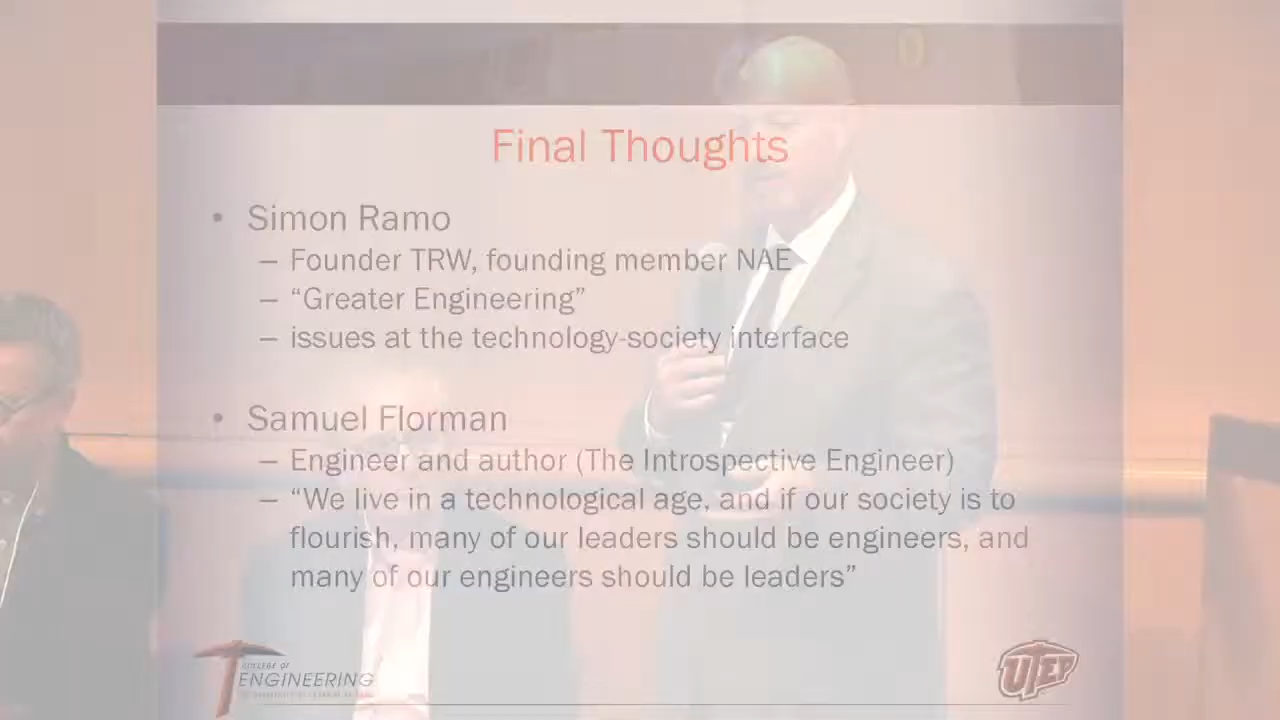 Final Thoughts
• Simon Ramo
– Founder TRW, founding member NAE
– “Greater Engineering”
– issues at the technology-society interface
• Samuel Florman
– Engineer and author (The Introspective Engineer)
– “We live in a technological age, and if our society is to
flourish, many of our leaders should be engineers, and
many of our engineers should be leaders”
COLLEGE OF
ENGINEERING
UTEP